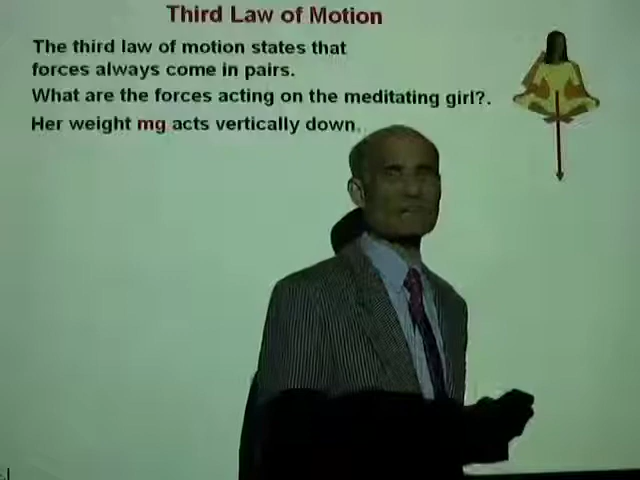 Third Law of Motion
The third law of motion states that
forces always come in pairs.
What are the forces acting on the meditating girl?.
Her weight mg acts vertically down.